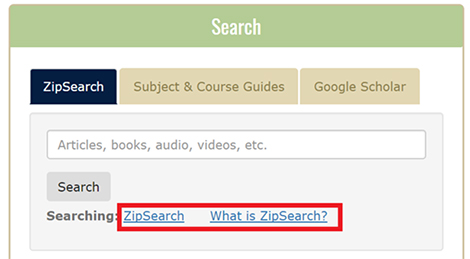 Search
ZipSearch Subject & Course Guides Google Scholar
Articles, books, audio, videos, etc.
Search
Searching: ZipSearch What is ZipSearch?